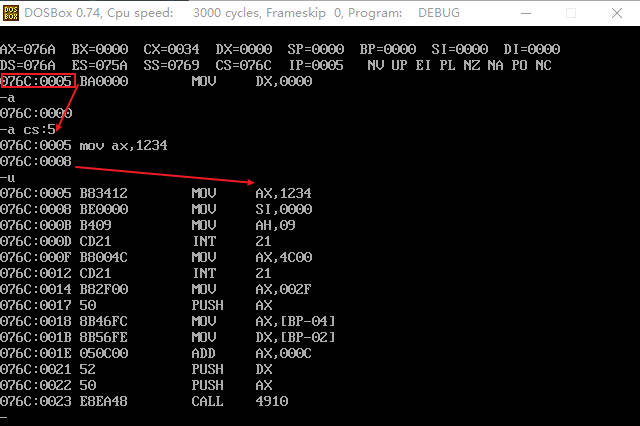 DOS
BOX
DOSBox 0.74, Cpu speed: 3000 cycles, Frameskip 0, Program: DEBUG
AX=076A BX=0000 CX=0034 DX=0000 SP=0000 BP=0000 SI=0000 DI=0000
DS=076A ES=075A SS=0769 CS=076C IP=0005 NV UP EI PL NZ NA PO NC
076C:0005 BA0000 MOV DX,0000
-a
076C:0000
-a cs:5
076C:0005 mov ax,1234
076C:0008
-u
076C:0005 B83412 MOV AX,1234
076C:0008 BE0000 MOV SI,0000
076C:000B B409 MOV AH,09
076C:000D CD21 INT 21
076C:000F B8004C MOV AX,4C00
076C:0012 CD21 INT 21
076C:0014 B82F00 MOV AX,002F
076C:0017 50 PUSH AX
076C:0018 8B46FC MOV AX,[BP-04]
076C:001B 8B56FE MOV DX,[BP-02]
076C:001E 050C00 ADD AX,000C
076C:0021 52 PUSH DX
076C:0022 50 PUSH AX
076C:0023 E8EA48 CALL 4910
-